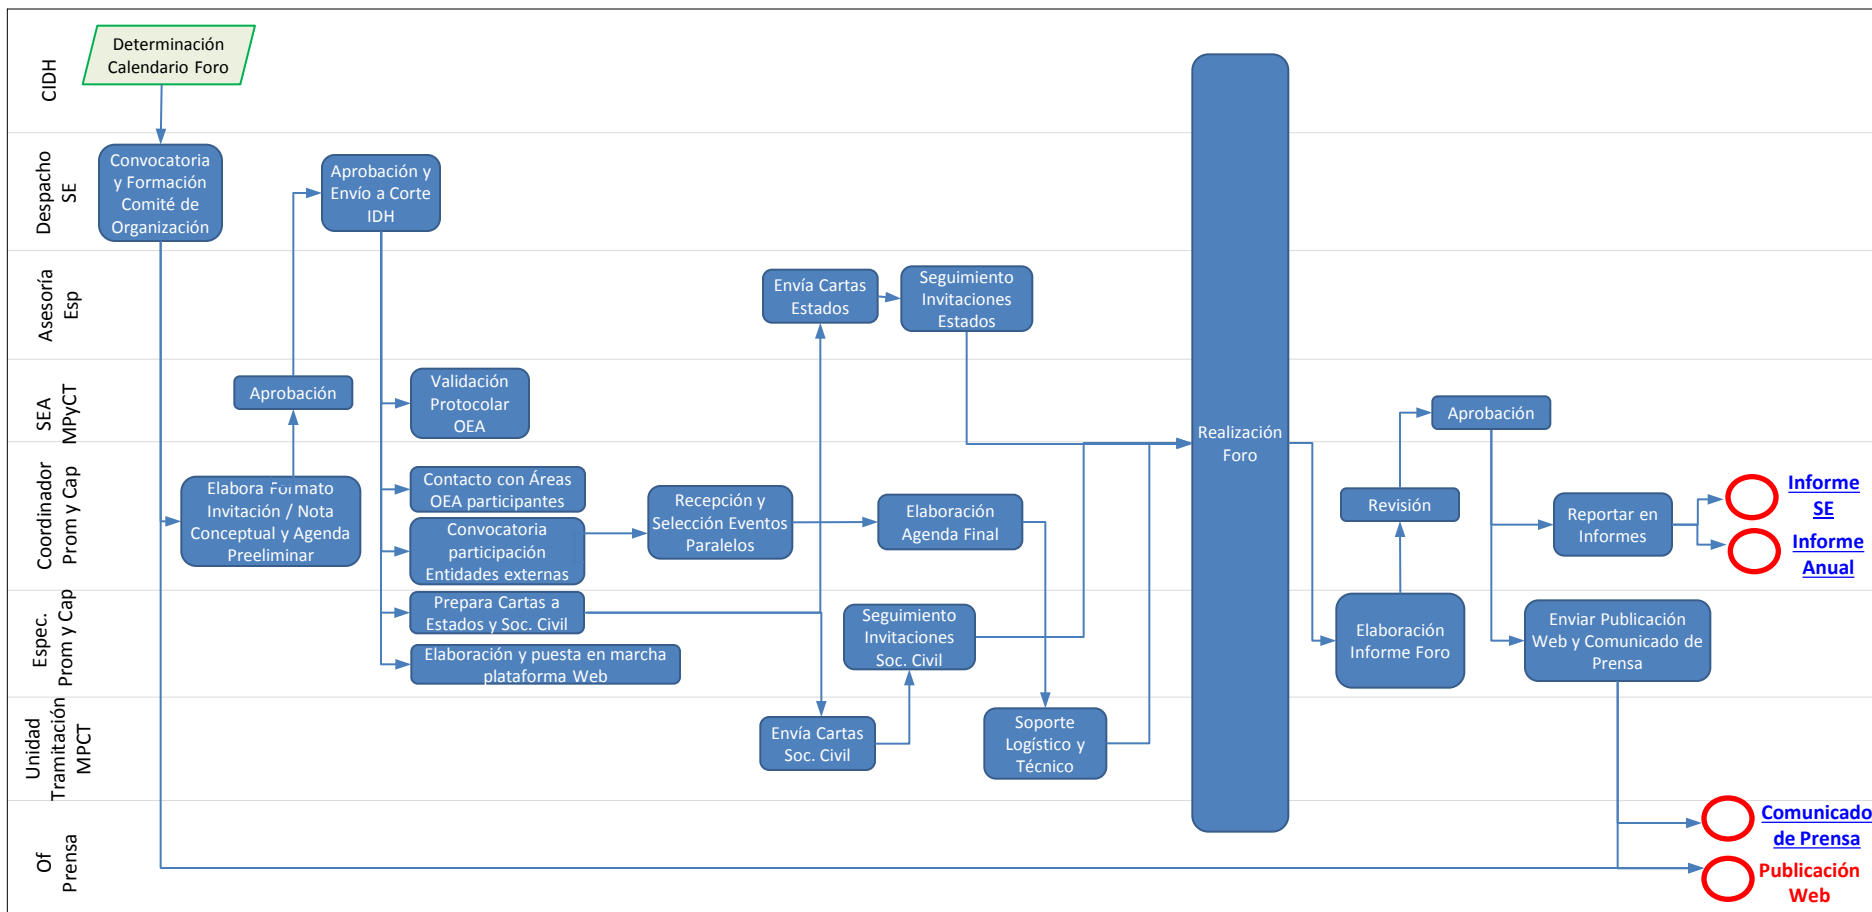 CIDH
Determinación
Calendario Foro
Despacho
SE
Convocatoria
y Formación
Comité de
Organización
Aprobación y
Envío a Corte
IDH
Asesoría
Esp
Envía Cartas
Estados
Seguimiento
Invitaciones
Estados
SEA
MPyCT
Aprobación
Validación
Protocolar
OEA
Realización
Foro
Aprobación
Coordinador
Prom y Cap
Elabora Formato
Invitación / Nota
Conceptual y Agenda
Preeliminar
Contacto con Áreas
OEA participantes
Convocatoria
participación
Entidades externas
Recepción y
Selección Eventos
Paralelos
Elaboración
Agenda Final
Revisión
Reportar en
Informes
Informe
SE
Informe
Anual
Espec.
Prom y Cap
Prepara Cartas a
Estados y Soc. Civil
Elaboración y puesta en marcha
plataforma Web
Seguimiento
Invitaciones
Soc. Civil
Elaboración
Informe Foro
Enviar Publicación
Web y Comunicado de
Prensa
Unidad
Tramitación
MPCT
Envía Cartas
Soc. Civil
Soporte
Logístico y
Técnico
Of
Prensa
Comunicado
de Prensa
Publicación
Web